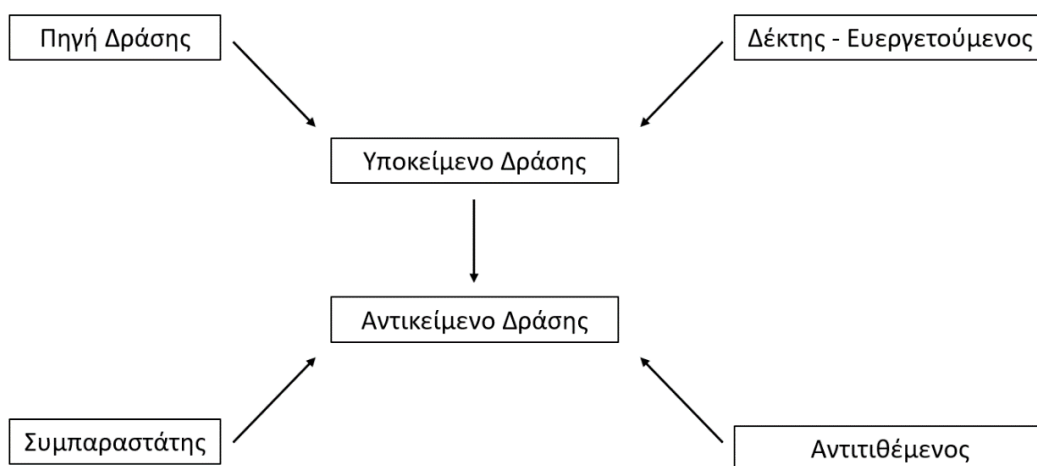 Πηγή Δράσης
Δέκτης - Ευεργετούμενος
Υποκείμενο Δράσης
Αντικείμενο Δράσης
Συμπαραστάτης
Αντιτιθέμενος